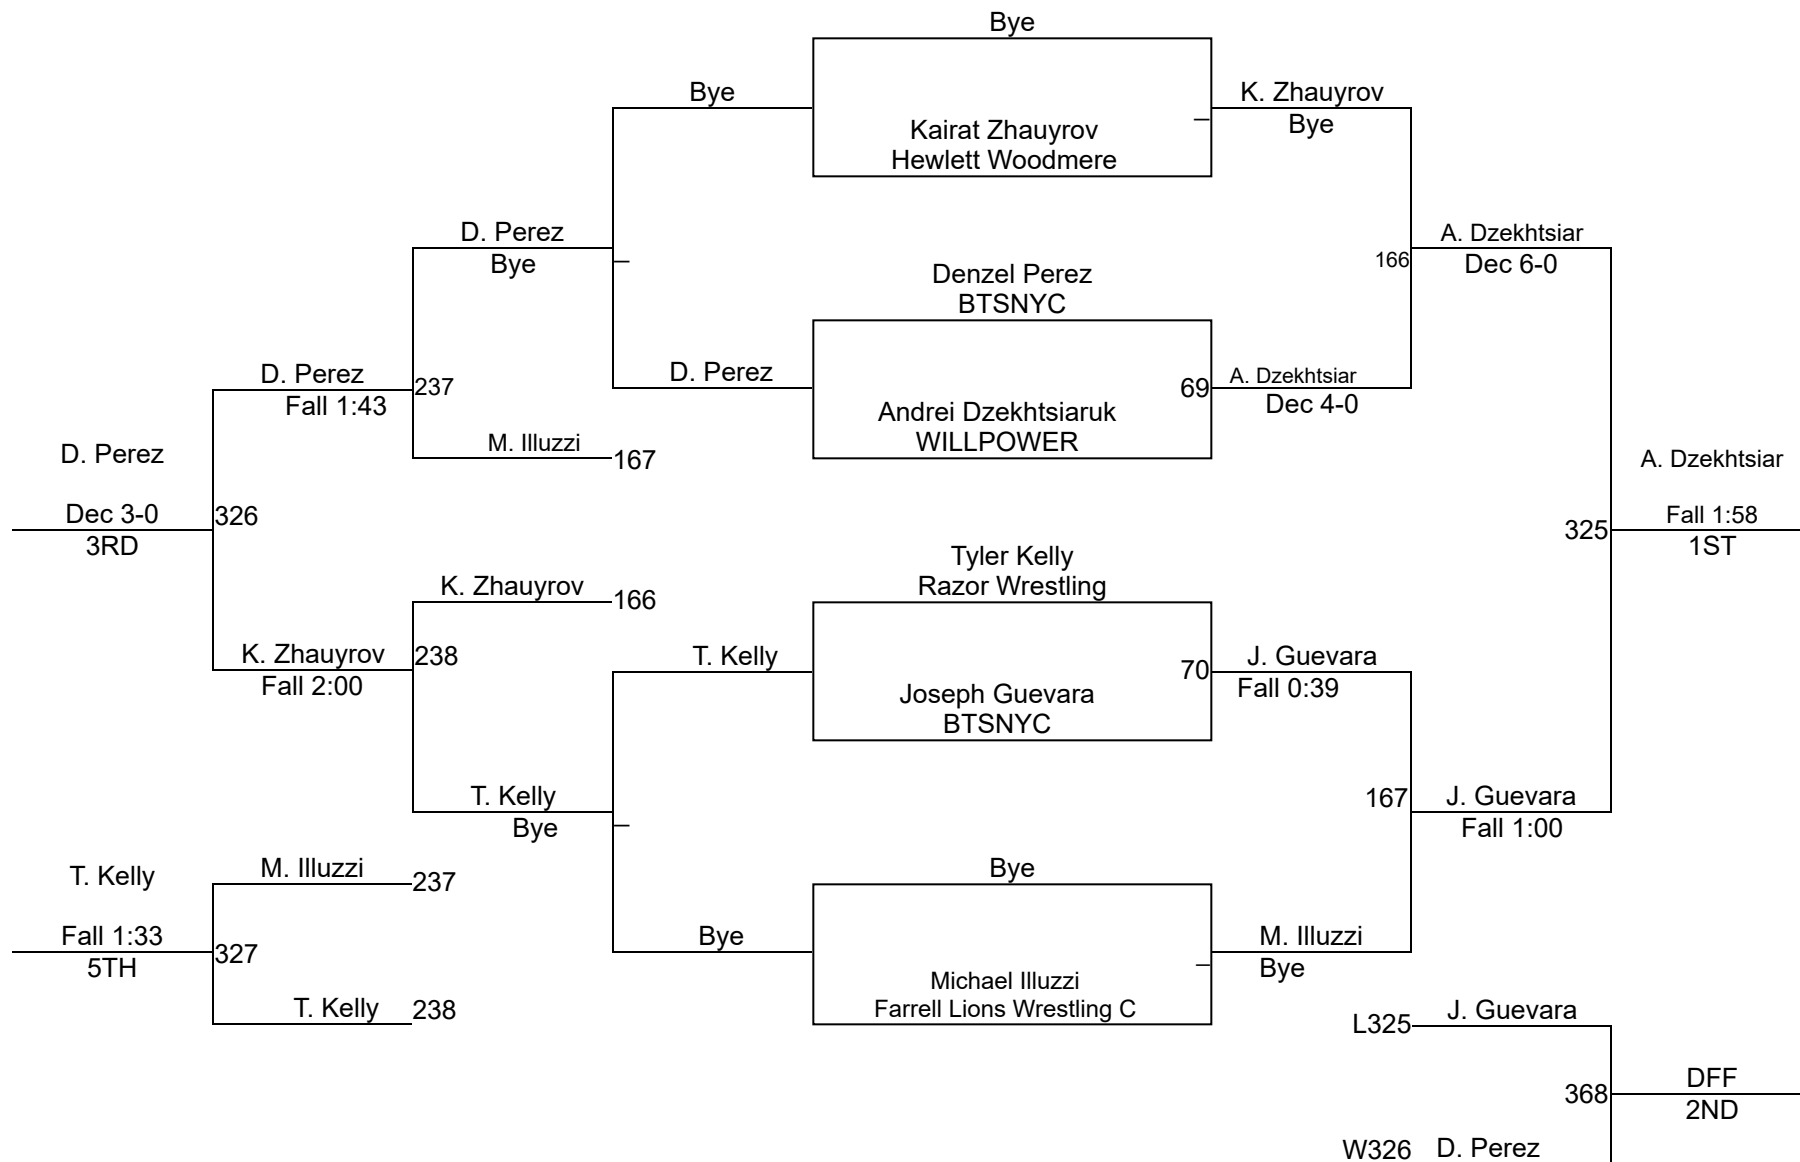 Bye
Bye
K. Zhauyrov
Bye
Kairat Zhauyrov
Hewlett Woodmere
D. Perez
Bye
A. Dzekhtsiar
Dec 6-0
166
Denzel Perez
BTSNYC
D. Perez
Fall 1:43
237
D. Perez
69
A. Dzekhtsiar
Dec 4-0
Andrei Dzekhtsiaruk
WILLPOWER
M. Illuzzi
167
D. Perez
Dec 3-0
3RD
326
A. Dzekhtsiar
Fall 1:58
1ST
325
Tyler Kelly
Razor Wrestling
K. Zhauyrov
166
K. Zhauyrov
Fall 2:00
238
T. Kelly
70
J. Guevara
Fall 0:39
Joseph Guevara
BTSNYC
T. Kelly
Bye
167
J. Guevara
Fall 1:00
T. Kelly
Fall 1:33
5TH
M. Illuzzi
237
327
T. Kelly
238
Bye
Bye
M. Illuzzi
Bye
Michael Illuzzi
Farrell Lions Wrestling C
L325
J. Guevara
368
DFF
2ND
W326
D. Perez